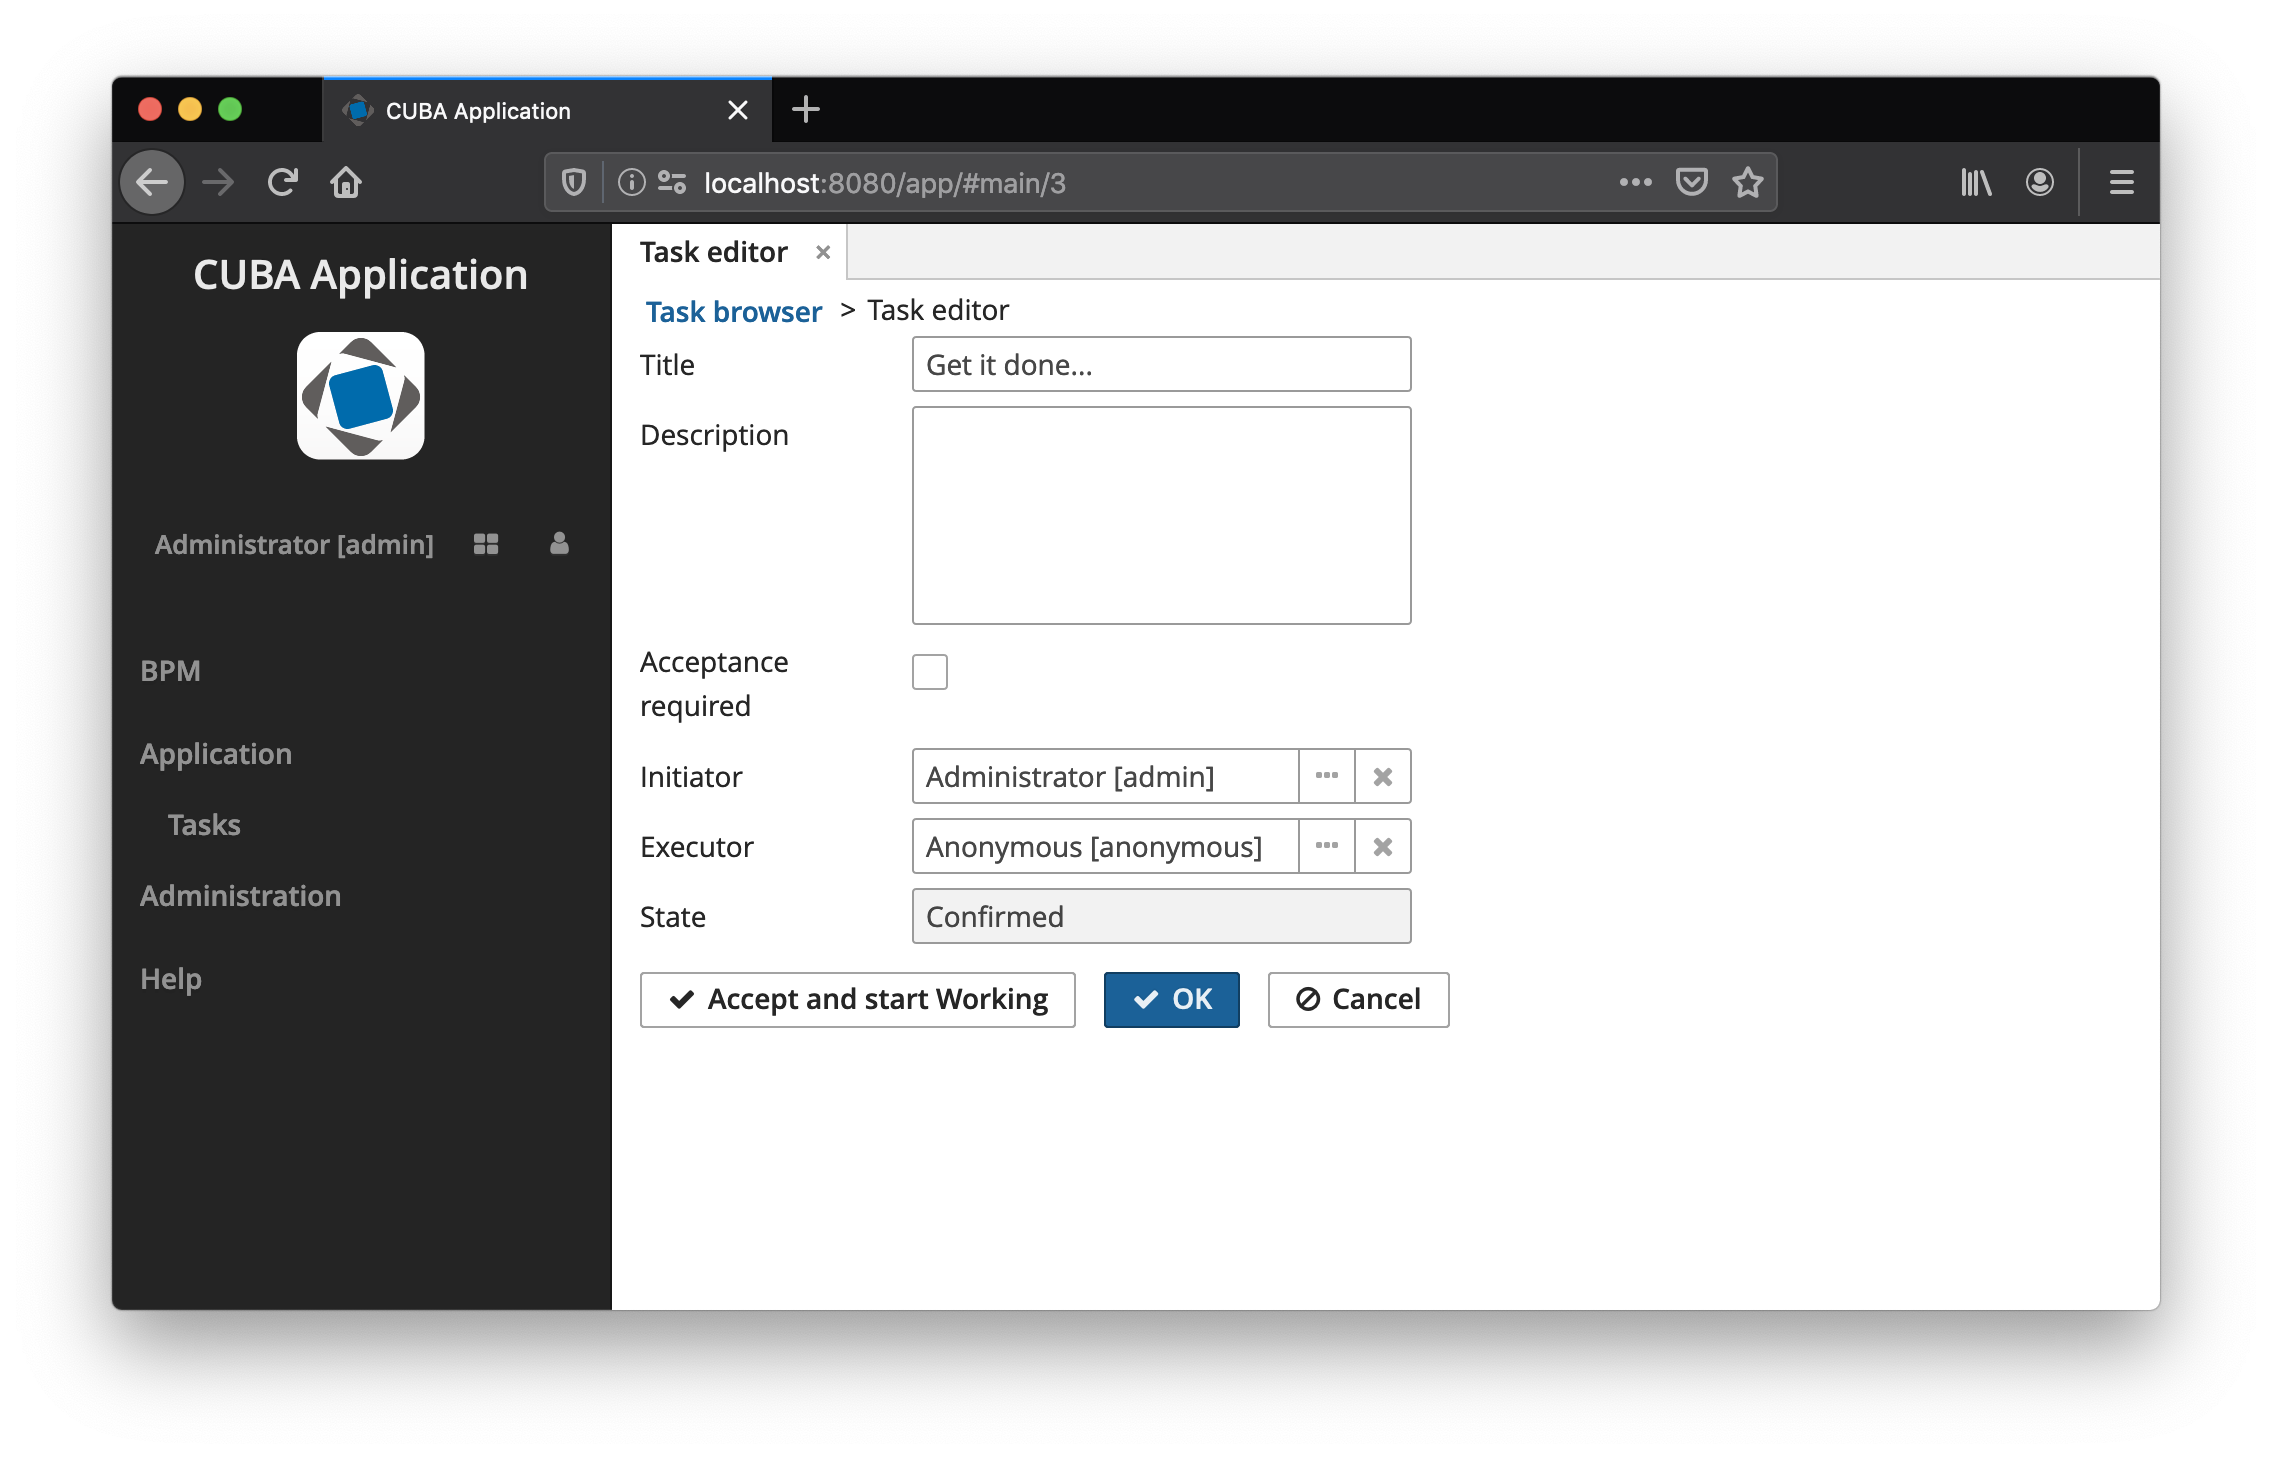 CUBA Application
localhost:8080/app/#main/3
CUBA Application
Administrator [admin]
BPM
Application
Tasks
Administration
Help
Task editor
Task browser > Task editor
Title Get it done...
Description
Acceptance
required
Initiator Administrator [admin]
Executor Anonymous [anonymous]
State Confirmed
Accept and start Working OK Cancel